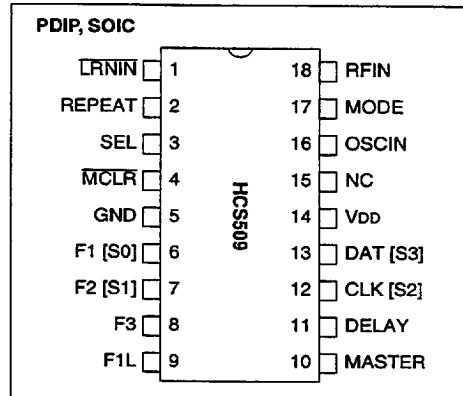 PDIP, SOIC
LRNIN 1 18 RFIN
REPEAT 2 17 MODE
SEL 3 16 OSCIN
MCLR 4 15 NC
GND 5 14 VDD
F1 [S0] 6 13 DAT [S3]
F2 [S1] 7 12 CLK [S2]
F3 8 11 DELAY
F1L 9 10 MASTER
HCS509